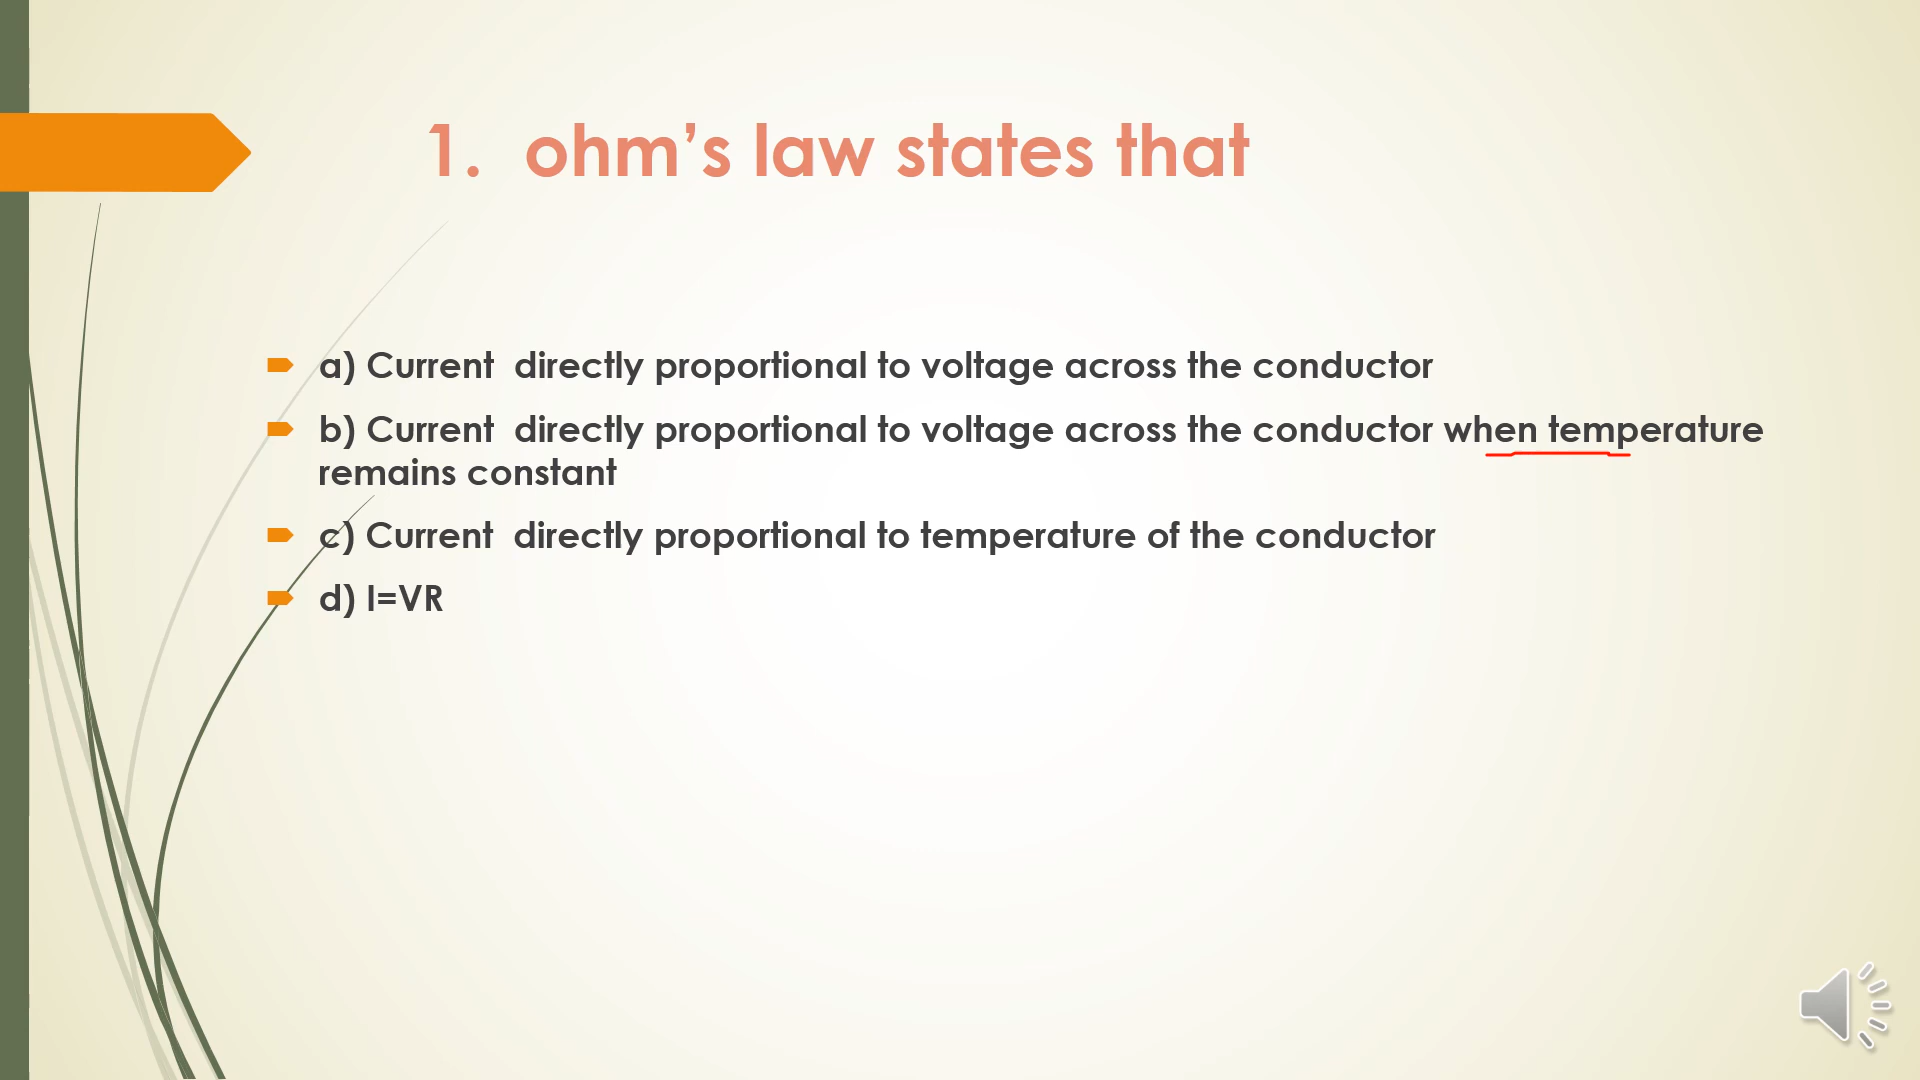 1. ohm’s law states that
a) Current directly proportional to voltage across the conductor
b) Current directly proportional to voltage across the conductor when temperature
remains constant
c) Current directly proportional to temperature of the conductor
d) I=VR